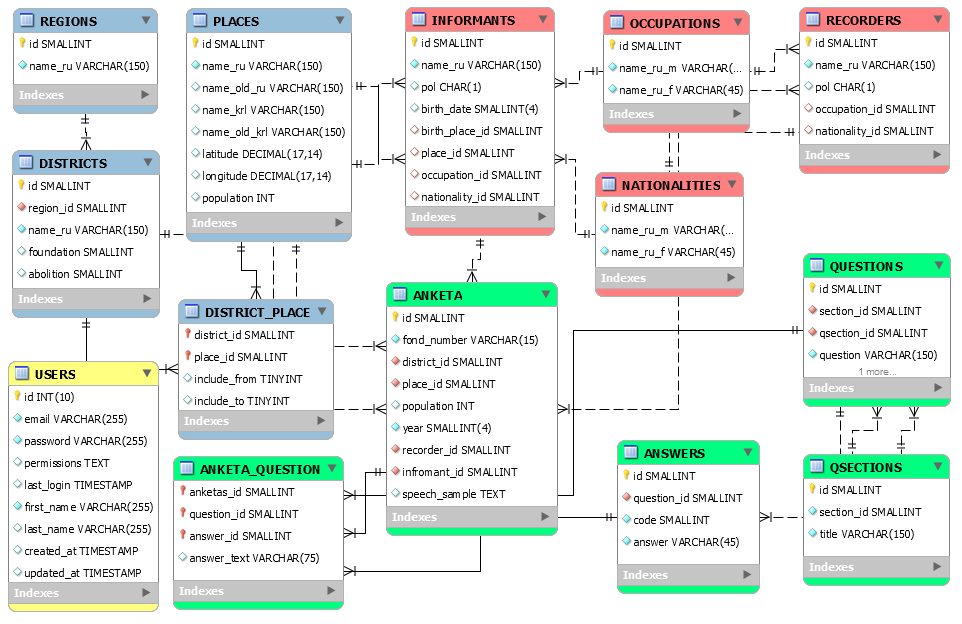 REGIONS
id SMALLINT
name_ru VARCHAR(150)
Indexes
PLACES
id SMALLINT
name_ru VARCHAR(150)
name_old_ru VARCHAR(150)
name_krl VARCHAR(150)
name_old_krl VARCHAR(150)
latitude DECIMAL(17,14)
longitude DECIMAL(17,14)
population INT
Indexes
INFORMANTS
id SMALLINT
name_ru VARCHAR(150)
pol CHAR(1)
birth_date SMALLINT(4)
birth_place_id SMALLINT
place_id SMALLINT
occupation_id SMALLINT
nationality_id SMALLINT
Indexes
OCCUPATIONS
id SMALLINT
name_ru_m VARCHAR(...
name_ru_f VARCHAR(45)
Indexes
RECORDERS
id SMALLINT
name_ru VARCHAR(150)
pol CHAR(1)
occupation_id SMALLINT
nationality_id SMALLINT
Indexes
DISTRICTS
id SMALLINT
region_id SMALLINT
name_ru VARCHAR(150)
foundation SMALLINT
abolition SMALLINT
Indexes
NATIONALITIES
id SMALLINT
name_ru_m VARCHAR(...
name_ru_f VARCHAR(45)
Indexes
DISTRICT_PLACE
district_id SMALLINT
place_id SMALLINT
include_from TINYINT
include_to TINYINT
Indexes
ANKETA
id SMALLINT
fond_number VARCHAR(15)
district_id SMALLINT
place_id SMALLINT
population INT
year SMALLINT(4)
recorder_id SMALLINT
infromant_id SMALLINT
speech_sample TEXT
Indexes
QUESTIONS
id SMALLINT
section_id SMALLINT
qsection_id SMALLINT
question VARCHAR(150)
1 more...
Indexes
USERS
id INT(10)
email VARCHAR(255)
password VARCHAR(255)
permissions TEXT
last_login TIMESTAMP
first_name VARCHAR(255)
last_name VARCHAR(255)
created_at TIMESTAMP
updated_at TIMESTAMP
Indexes
ANKETA_QUESTION
anketas_id SMALLINT
question_id SMALLINT
answer_id SMALLINT
answer_text VARCHAR(75)
Indexes
ANSWERS
id SMALLINT
question_id SMALLINT
code SMALLINT
answer VARCHAR(45)
Indexes
QSECTIONS
id SMALLINT
section_id SMALLINT
title VARCHAR(150)
Indexes